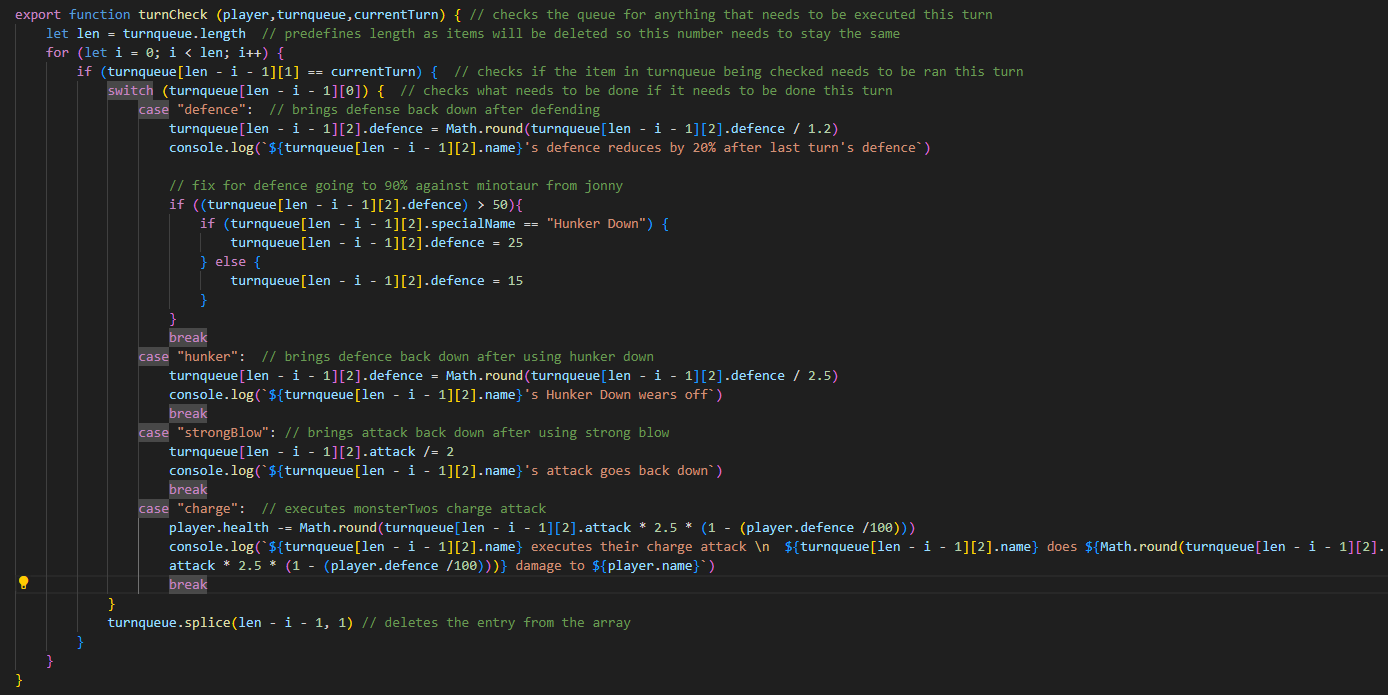 export function turnCheck (player,turnqueue,currentTurn) { // checks the queue for anything that needs to be executed this turn
    let len = turnqueue.length  // predefines length as items will be deleted so this number needs to stay the same
    for (let i = 0; i < len; i++) {
        if (turnqueue[len - i - 1][1] == currentTurn) {  // checks if the item in turnqueue being checked needs to be ran this turn
            switch (turnqueue[len - i - 1][0]) {  // checks what needs to be done if it needs to be done this turn
                case "defence":  // brings defense back down after defending
                    turnqueue[len - i - 1][2].defence = Math.round(turnqueue[len - i - 1][2].defence / 1.2)
                    console.log(`${turnqueue[len - i - 1][2].name}'s defence reduces by 20% after last turn's defence`)

                    // fix for defence going to 90% against minotaur from jonny
                    if ((turnqueue[len - i - 1][2].defence) > 50){
                        if (turnqueue[len - i - 1][2].specialName == "Hunker Down") {
                            turnqueue[len - i - 1][2].defence = 25
                        } else {
                            turnqueue[len - i - 1][2].defence = 15
                        }
                    }
                    break
                case "hunker":  // brings defence back down after using hunker down
                    turnqueue[len - i - 1][2].defence = Math.round(turnqueue[len - i - 1][2].defence / 2.5)
                    console.log(`${turnqueue[len - i - 1][2].name}'s Hunker Down wears off`)
                    break
                case "strongBlow": // brings attack back down after using strong blow
                    turnqueue[len - i - 1][2].attack /= 2
                    console.log(`${turnqueue[len - i - 1][2].name}'s attack goes back down`)
                    break
                case "charge":  // executes monsterTwos charge attack
                    player.health -= Math.round(turnqueue[len - i - 1][2].attack * 2.5 * (1 - (player.defence /100)))
                    console.log(`${turnqueue[len - i - 1][2].name} executes their charge attack \n  ${turnqueue[len - i - 1][2].name} does ${Math.round(turnqueue[len - i - 1][2].
                    attack * 2.5 * (1 - (player.defence /100)))} damage to ${player.name}`)
                    break
            }
            turnqueue.splice(len - i - 1, 1) // deletes the entry from the array
        }
    }
}